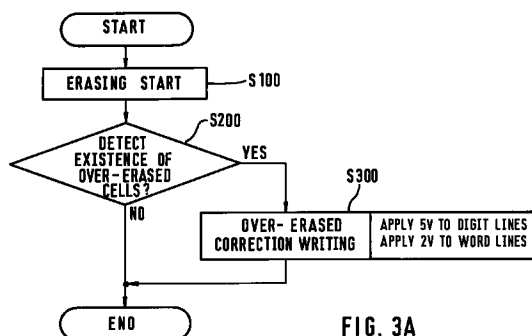 START
ERASING START
S100
S200
DETECT
EXISTENCE OF
OVER-ERASED
CELLS?
YES
NO
S300
OVER- ERASED
CORRECTION WRITING
APPLY 5V TO DIGIT LINES
APPLY 2V TO WORD LINES
END
FIG. 3A